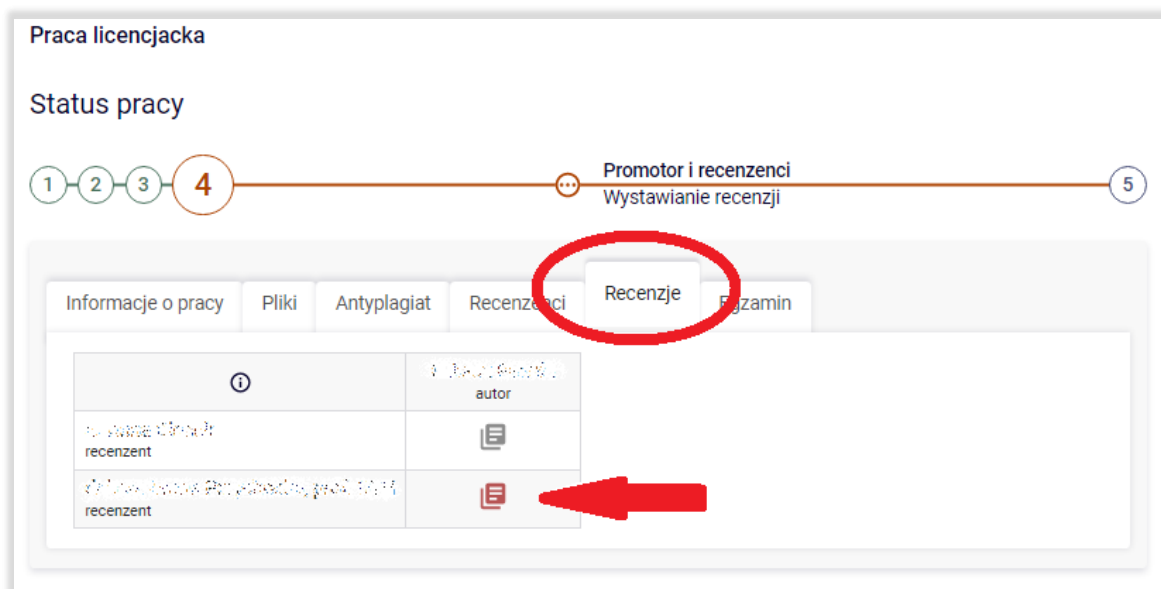 Praca licencjacka
Status pracy
1 2 3 4
Promotor i recenzenci
Wystawianie recenzji
5
Informacje o pracy Pliki Antyplagiat Recenzenci Recenzje Egzamin
autor
recenzent
recenzent